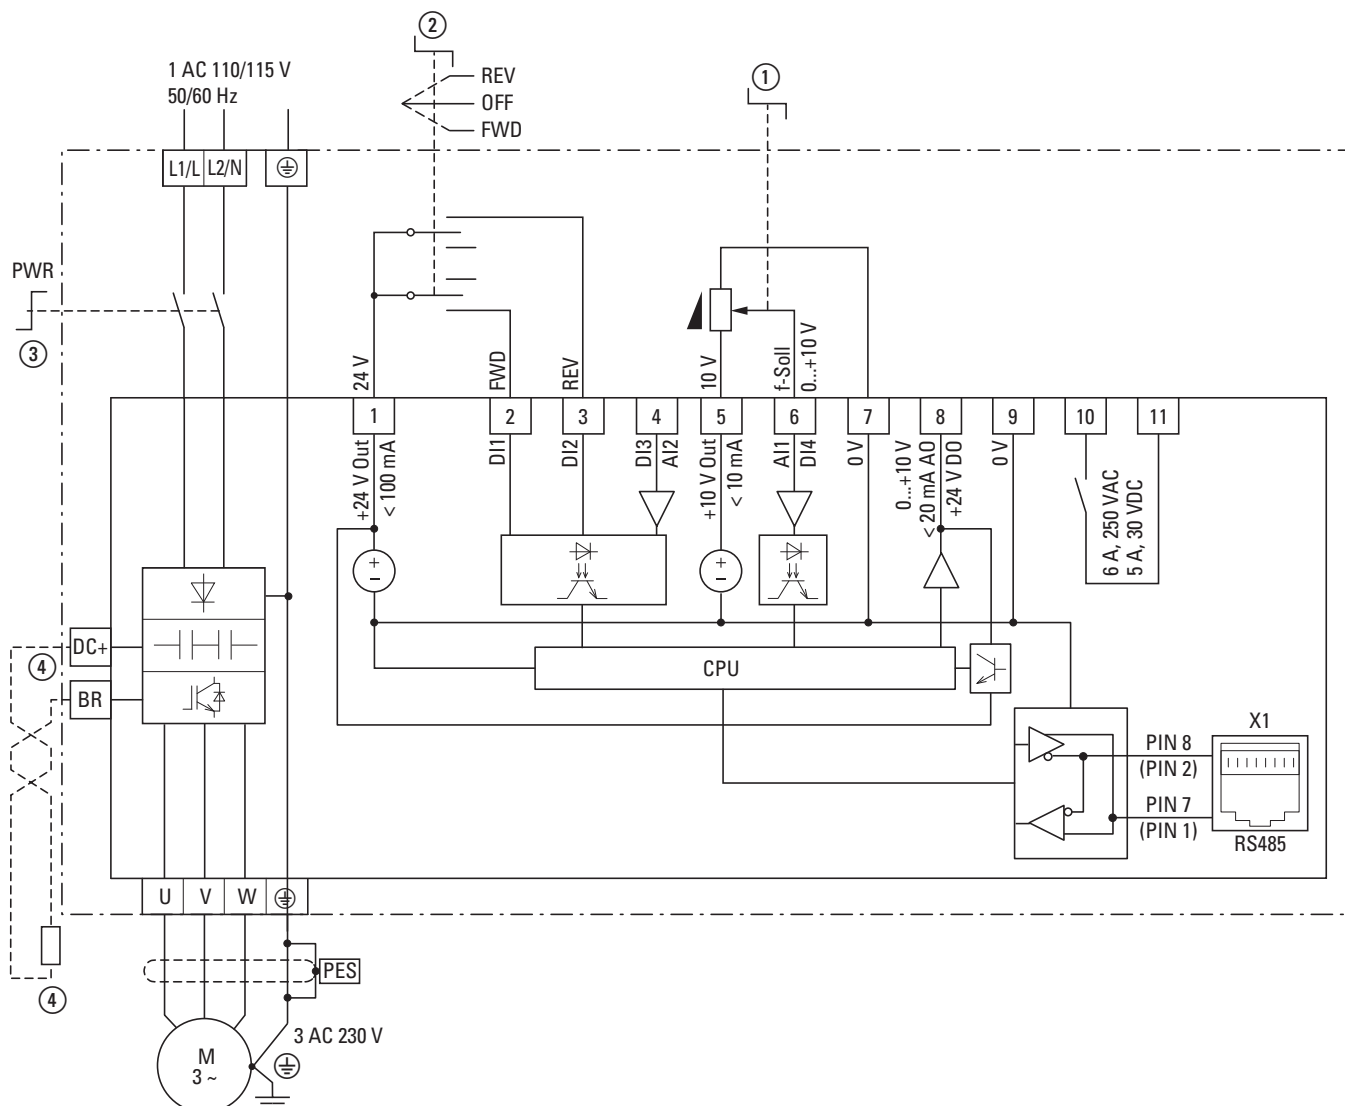 ②
REV
OFF
FWD
①
1 AC 110/115 V
50/60 Hz
L1/L
L2/N
PWR
③
24 V
FWD
REV
10 V
f-Soll
0...+10 V
1
2
3
4
5
6
7
8
9
10
11
+24 V Out
< 100 mA
DI1
DI2
DI3
AI2
+10 V Out
< 10 mA
AI1
DI4
0 V
0...+10 V
< 20 mA AO
+24 V DO
0 V
6 A, 250 VAC
5 A, 30 VDC
+
-
+
-
CPU
DC+
④
BR
X1
PIN 8
(PIN 2)
PIN 7
(PIN 1)
RS485
U
V
W
④
PES
3 AC 230 V
M
3 ~